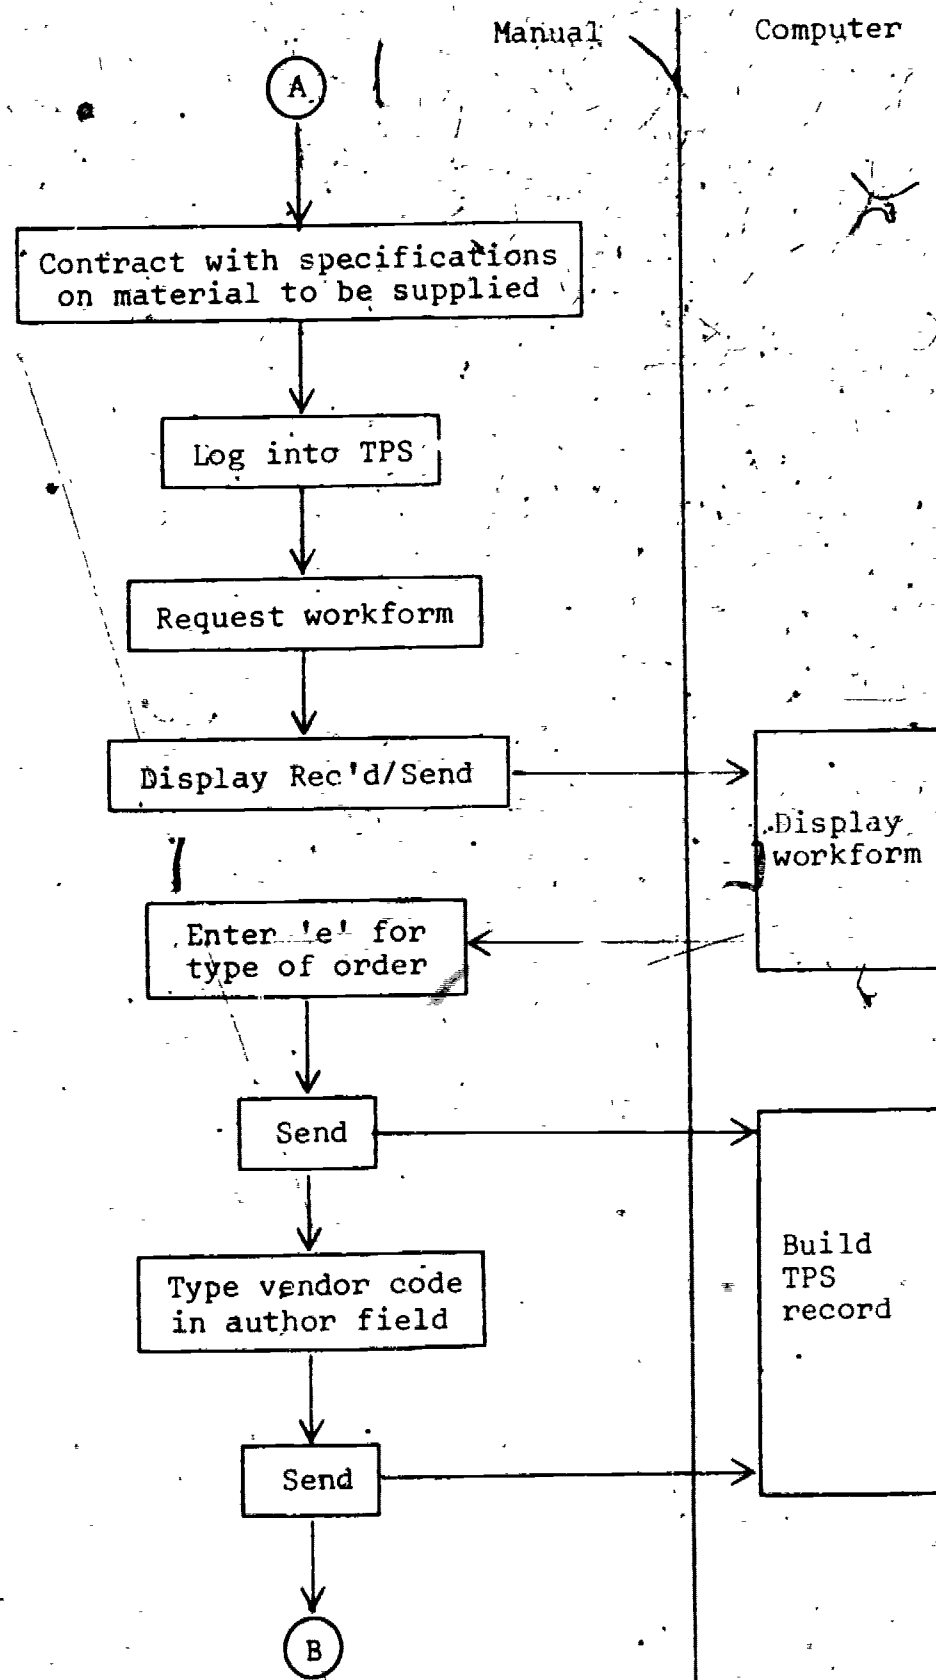 Manual
Computer
A
Contract with specifications
on material to be supplied
Log into TPS
Request workform
Display Rec'd/Send
Display
workform
Enter 'e' for
type of order
Send
Build
TPS
record
Type vendor code
in author field
Send
B